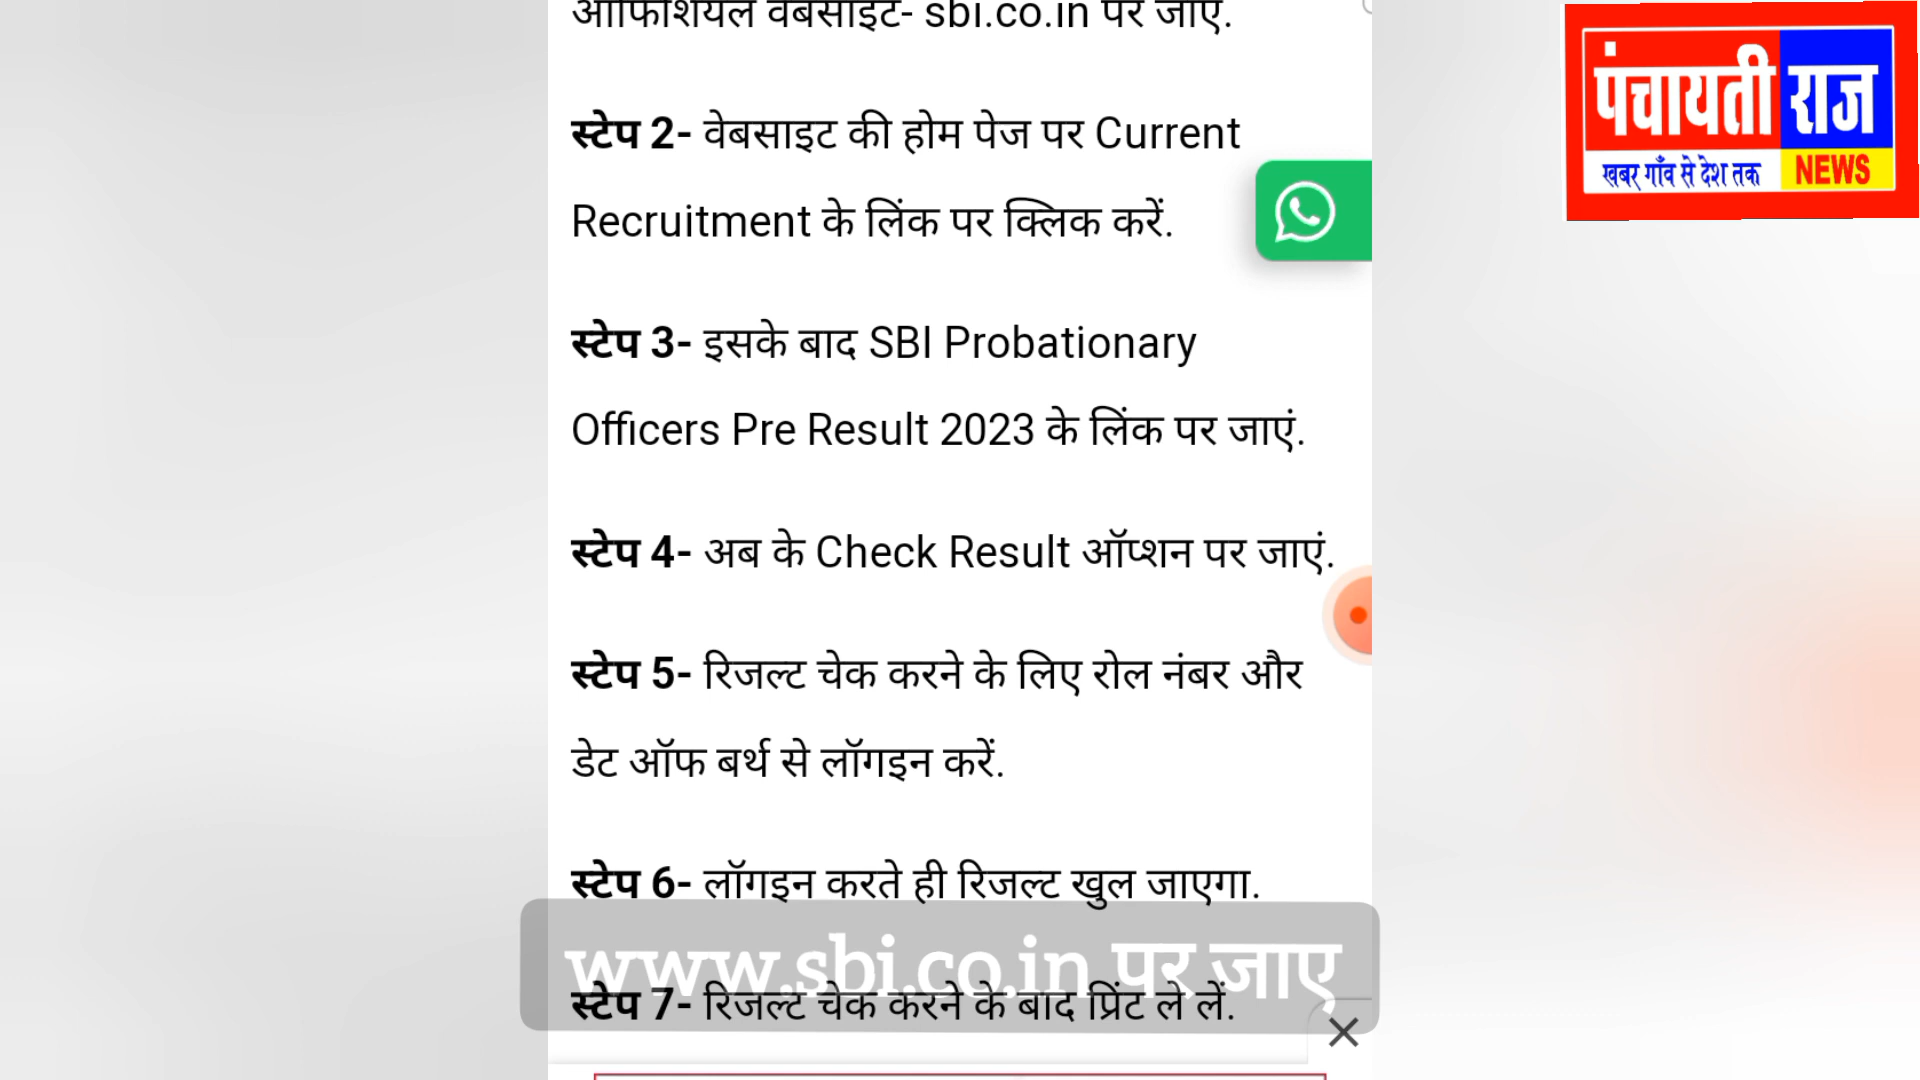 ऑफिशियल वेबसाइट- sbi.co.in पर जाएं.
पंचायती राज
खबर गाँव से देश तक NEWS
स्टेप 2- वेबसाइट की होम पेज पर Current
Recruitment के लिंक पर क्लिक करें.
स्टेप 3- इसके बाद SBI Probationary
Officers Pre Result 2023 के लिंक पर जाएं.
स्टेप 4- अब के Check Result ऑप्शन पर जाएं.
स्टेप 5- रिजल्ट चेक करने के लिए रोल नंबर और
डेट ऑफ बर्थ से लॉगइन करें.
स्टेप 6- लॉगइन करते ही रिजल्ट खुल जाएगा.
www.sbi.co.in पर जाए
स्टेप 7- रिजल्ट चेक करने के बाद प्रिंट ले लें.